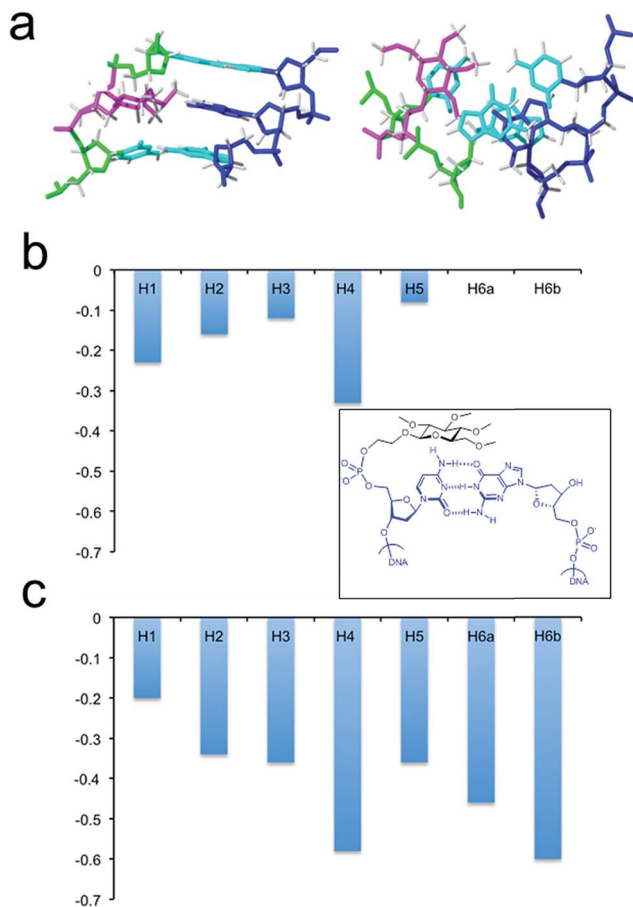 a
b
0
-0.1
-0.2
-0.3
-0.4
-0.5
-0.6
-0.7
H1 H2 H3 H4 H5 H6a H6b
O O O O O O
O O
O P O
O-
O
H
N H O N
N H N N
N N
O H N
H
O
O
OH
O
O
O- P O
O
DNA
DNA
c
0
-0.1
-0.2
-0.3
-0.4
-0.5
-0.6
-0.7
H1 H2 H3 H4 H5 H6a H6b